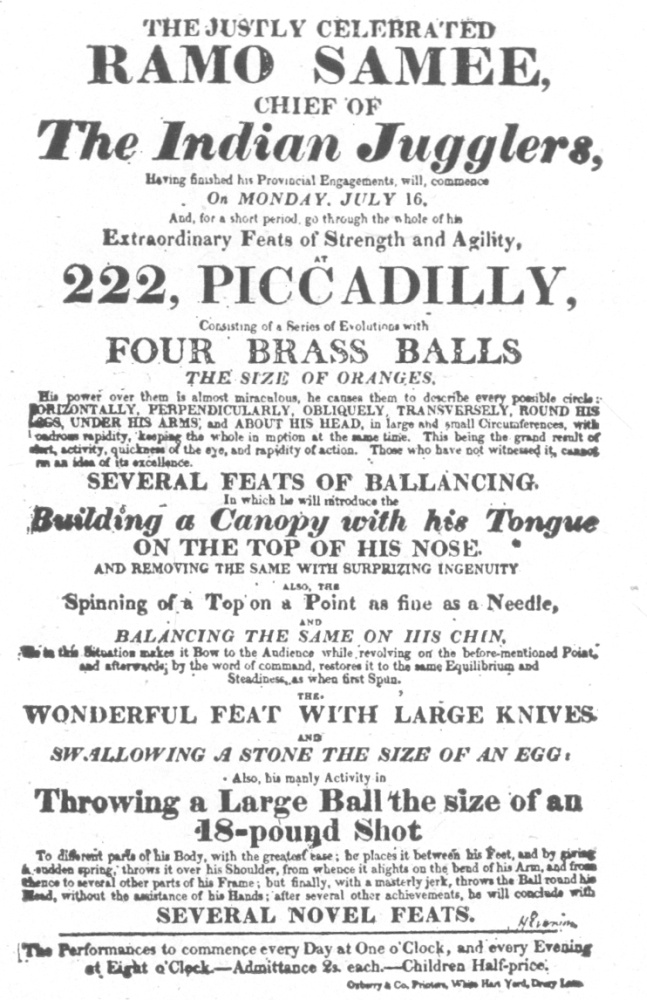 THE JUSTLY CELEBRATED
RAMO SAMEE,
CHIEF OF
The Indian Jugglers,
Having finished his Provincial Engagements, will, commence
On MONDAY, JULY 16,
And, for a short period, go through the whole of his
Extraordinary Feats of Strength and Agility,
AT
222, PICCADILLY,
Consisting of a Series of Evolutions with
FOUR BRASS BALLS
THE SIZE OF ORANGES.
His power over them is almost miraculous, he causes them to describe every possible circle:
HORIZONTALLY, PERPENDICULARLY, OBLIQUELY, TRANSVERSELY, ROUND HIS
LEGS, UNDER HIS ARMS, and ABOUT HIS HEAD, in large and small Circumferences, with
rapidity, keeping the whole in motion at the same time. This being the grand result of
activity, quickness of the eye, and rapidity of action. Those who have not witnessed it, cannot
an idea of its excellence.
SEVERAL FEATS OF BALLANCING.
In which he will introduce the
Building a Canopy with his Tongue
ON THE TOP OF HIS NOSE.
AND REMOVING THE SAME WITH SURPRIZING INGENUITY
ALSO, THE
Spinning of a Top on a Point as fine as a Needle,
AND
BALANCING THE SAME ON HIS CHIN,
in this Situation makes it Bow to the Audience while revolving on the before-mentioned Point,
and afterwards; by the word of command, restores it to the same Equilibrium and
Steadiness, as when first Spun.
THE
WONDERFUL FEAT WITH LARGE KNIVES.
AND
SWALLOWING A STONE THE SIZE OF AN EGG:
Also, his manly Activity in
Throwing a Large Ball the size of an
18-pound Shot
To different parts of his Body, with the greatest ease; he places it between his Feet, and by giving
a sudden spring, throws it over his Shoulder, from whence it alights on the bend of his Arm, and from
thence to several other parts of his Frame; but finally, with a masterly jerk, throws the Ball round his
Head, without the assistance of his Hands; after several other achievements, he will conclude with
SEVERAL NOVEL FEATS.
The Performances to commence every Day at One o'Clock, and every Evening
at Eight o'Clock.—Admittance 2s. each.—Children Half-price.
Oxberry & Co, Printers, White Hart Yard, Drury Lane.